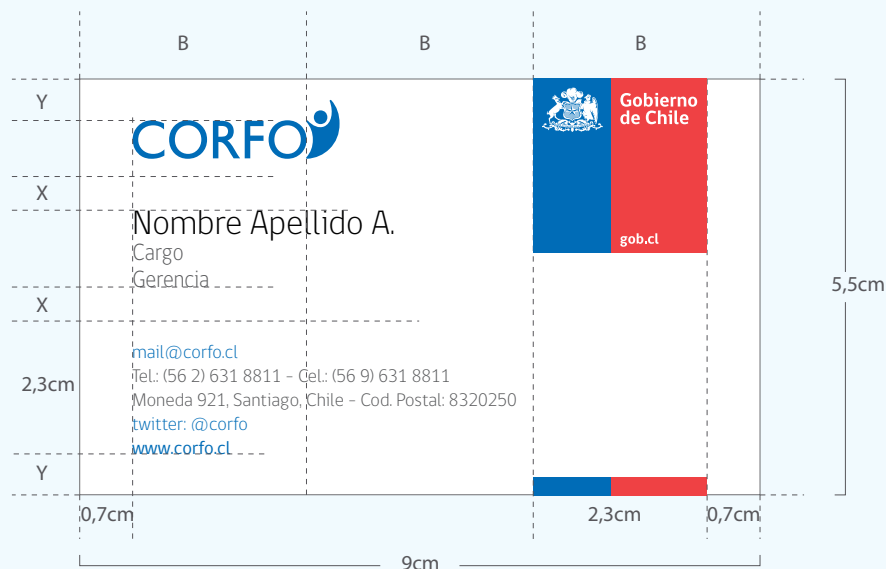 B B B
Y
CORFO
Gobierno
de Chile
X
Nombre Apellido A.
Cargo
gob.cl
Gerencia
5,5cm
X
mail@corfo.cl
Tel.: (56 2) 631 8811 – Cel.: (56 9) 631 8811
2,3cm
Moneda 921, Santiago, Chile – Cod. Postal: 8320250
twitter: @corfo
www.corfo.cl
Y
0,7cm 2,3cm 0,7cm
9cm